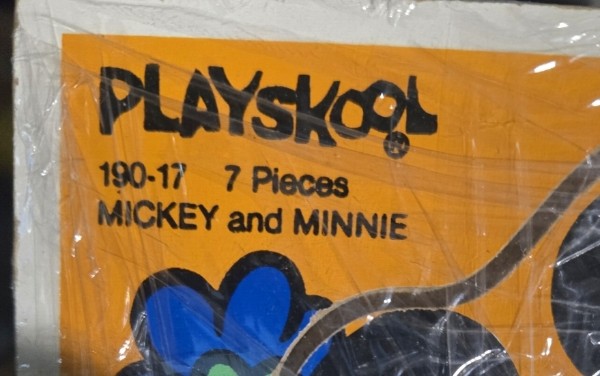 PLAYSKOOL
190-17 7 Pieces
MICKEY and MINNIE